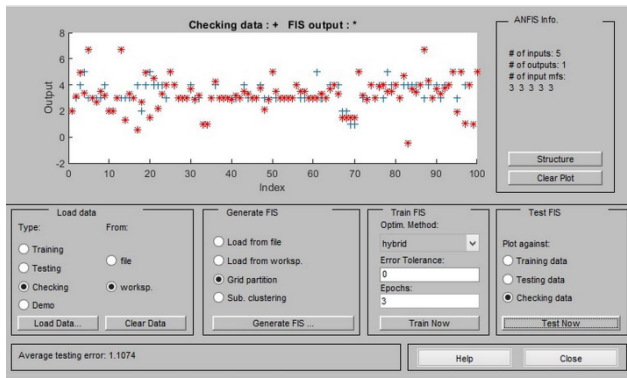 Checking data : + FIS output : *
8
6
4
2
0
-2
Output
0 10 20 30 40 50 60 70 80 90 100
Index
ANFIS Info.
# of inputs: 5
# of outputs: 1
# of input mfs:
3 3 3 3 3
Structure
Clear Plot
Load data
Type:
From:
Training
Testing
Checking
Demo
file
worksp.
Load Data...
Clear Data
Generate FIS
Load from file
Load from worksp.
Grid partition
Sub. clustering
Generate FIS ...
Train FIS
Optim. Method:
hybrid
Error Tolerance:
0
Epochs:
3
Train Now
Test FIS
Plot against:
Training data
Testing data
Checking data
Test Now
Average testing error: 1.1074
Help
Close